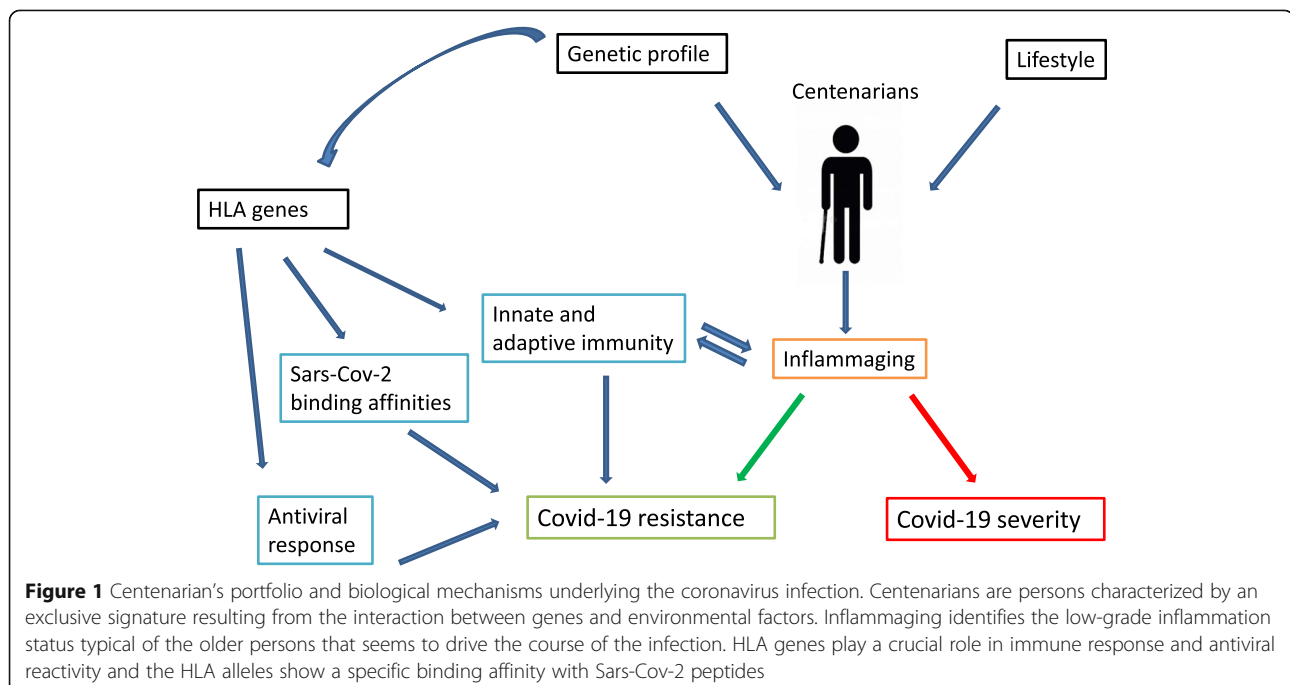 Genetic profile
Lifestyle
Centenarians
HLA genes
Innate and
adaptive immunity
Inflammaging
Sars-Cov-2
binding affinities
Antiviral
response
Covid-19 resistance
Covid-19 severity
Figure 1 Centenarian’s portfolio and biological mechanisms underlying the coronavirus infection. Centenarians are persons characterized by an
exclusive signature resulting from the interaction between genes and environmental factors. Inflammaging identifies the low-grade inflammation
status typical of the older persons that seems to drive the course of the infection. HLA genes play a crucial role in immune response and antiviral
reactivity and the HLA alleles show a specific binding affinity with Sars-Cov-2 peptides